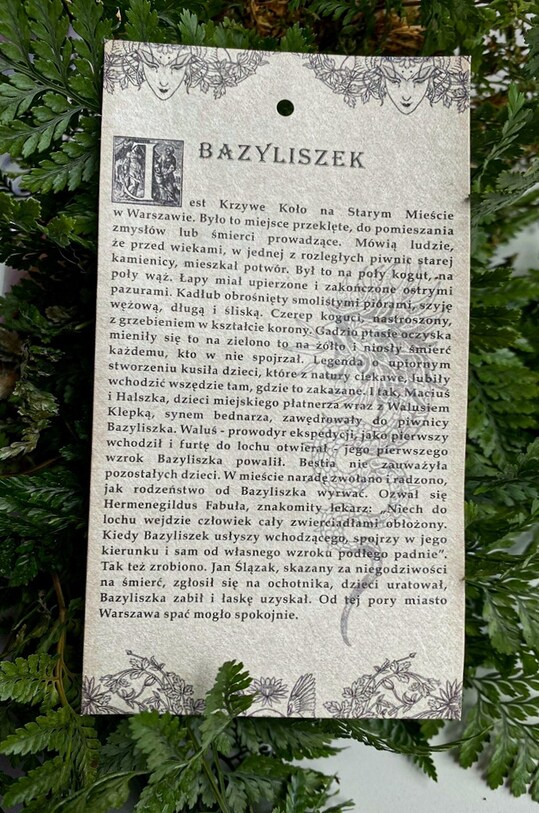 BAZYLISZEK
Jest Krzywe Koło na Starym Mieście
w Warszawie. Było to miejsce przeklęte, do pomieszania
zmysłów lub śmierci prowadzące. Mówią ludzie,
że przed wiekami, w jednej z rozległych piwnic starej
kamienicy, mieszkał potwór. Był to na poły kogut, na
poły wąż. Łapy miał upierzone i zakończone ostrymi
pazurami. Kadłub obrośnięty smolistymi piórami, szyję
wężową, długą i śliską. Czerep koguci, nastroszony,
z grzebieniem w kształcie korony. Gadzio ptasie oczyska
mieniły się to na zielono to na żółto i niosły śmierć
każdemu, kto w nie spojrzał. Legenda o upiornym
stworzeniu kusiła dzieci, które z natury ciekawe, lubiły
wchodzić wszędzie tam, gdzie to zakazane. I tak, Maciuś
i Halszka, dzieci miejskiego płatnerza wraz z Walusiem
Klepką, synem bednarza, zawędrowały do piwnicy
Bazyliszka. Waluś - prowodyr ekspedycji, jako pierwszy
wchodził i furtę do lochu otwierał - jego pierwszego
wzrok Bazyliszka powalił. Bestia nie zauważyła
pozostałych dzieci. W mieście naradę zwołano i radzono,
jak rodzeństwo od Bazyliszka wyrwać. Ozwał się
Hermenegildus Fabuła, znakomity lekarz: „Niech do
lochu wejdzie człowiek cały zwierciadłami obłożony.
Kiedy Bazyliszek usłyszy wchodzącego, spojrzy w jego
kierunku i sam od własnego wzroku podłego padnie”.
Tak też zrobiono. Jan Ślązak, skazany za niegodziwości
na śmierć, zgłosił się na ochotnika, dzieci uratował,
Bazyliszka zabił i łaskę uzyskał. Od tej pory miasto
Warszawa spać mogło spokojnie.